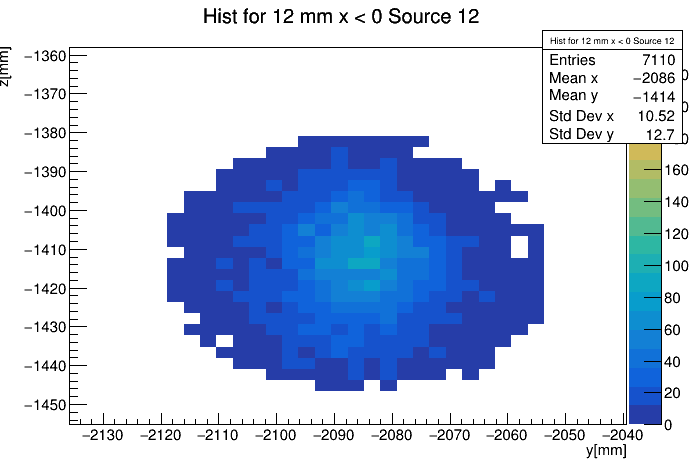 Hist for 12 mm x < 0 Source 12
Hist for 12 mm x < 0 Source 12
Entries 7110
Mean x −2086
Mean y −1414
Std Dev x 10.52
Std Dev y 12.7
z[mm]
−1360
−1370
−1380
−1390
−1400
−1410
−1420
−1430
−1440
−1450
−2130 −2120 −2110 −2100 −2090 −2080 −2070 −2060 −2050 −2040
y[mm]
160
140
120
100
80
60
40
20
0